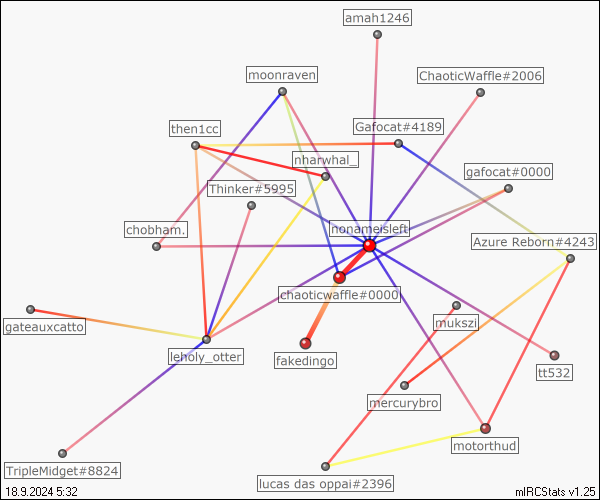 amah1246
moonraven
ChaoticWaffle#2006
then1cc
Gafocat#4189
nharwhal_
gafocat#0000
Thinker#5995
chobham.
nonameisleft
Azure Reborn#4243
chaoticwaffle#0000
gateauxcatto
mukszi
leholy_otter
fakedingo
tt532
mercurybro
motorthud
TripleMidget#8824
lucas das oppai#2396
18.9.2024 5:32
mIRCStats v1.25